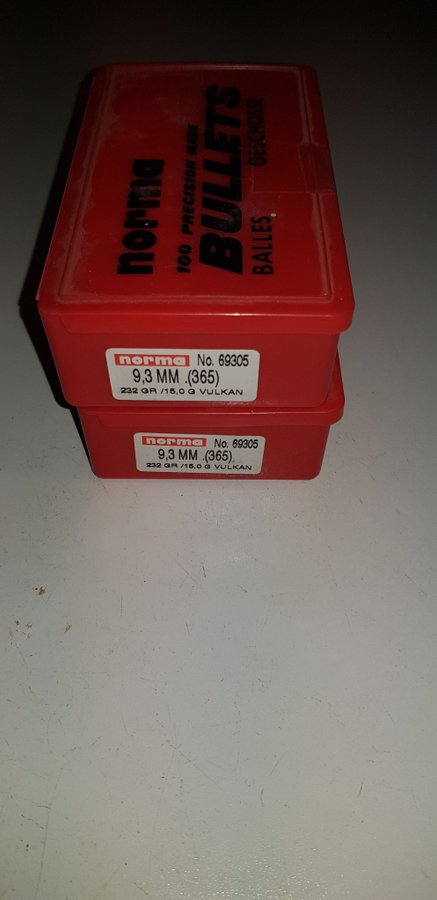 norma
100 PRECISION MADE
BULLETS
BALLES GESCHOSSE
norma No. 69305
9,3 MM .(365)
232 GR /15,0 G VULKAN
norma No. 69305
9,3 MM .(365)
232 GR /15,0 G VULKAN